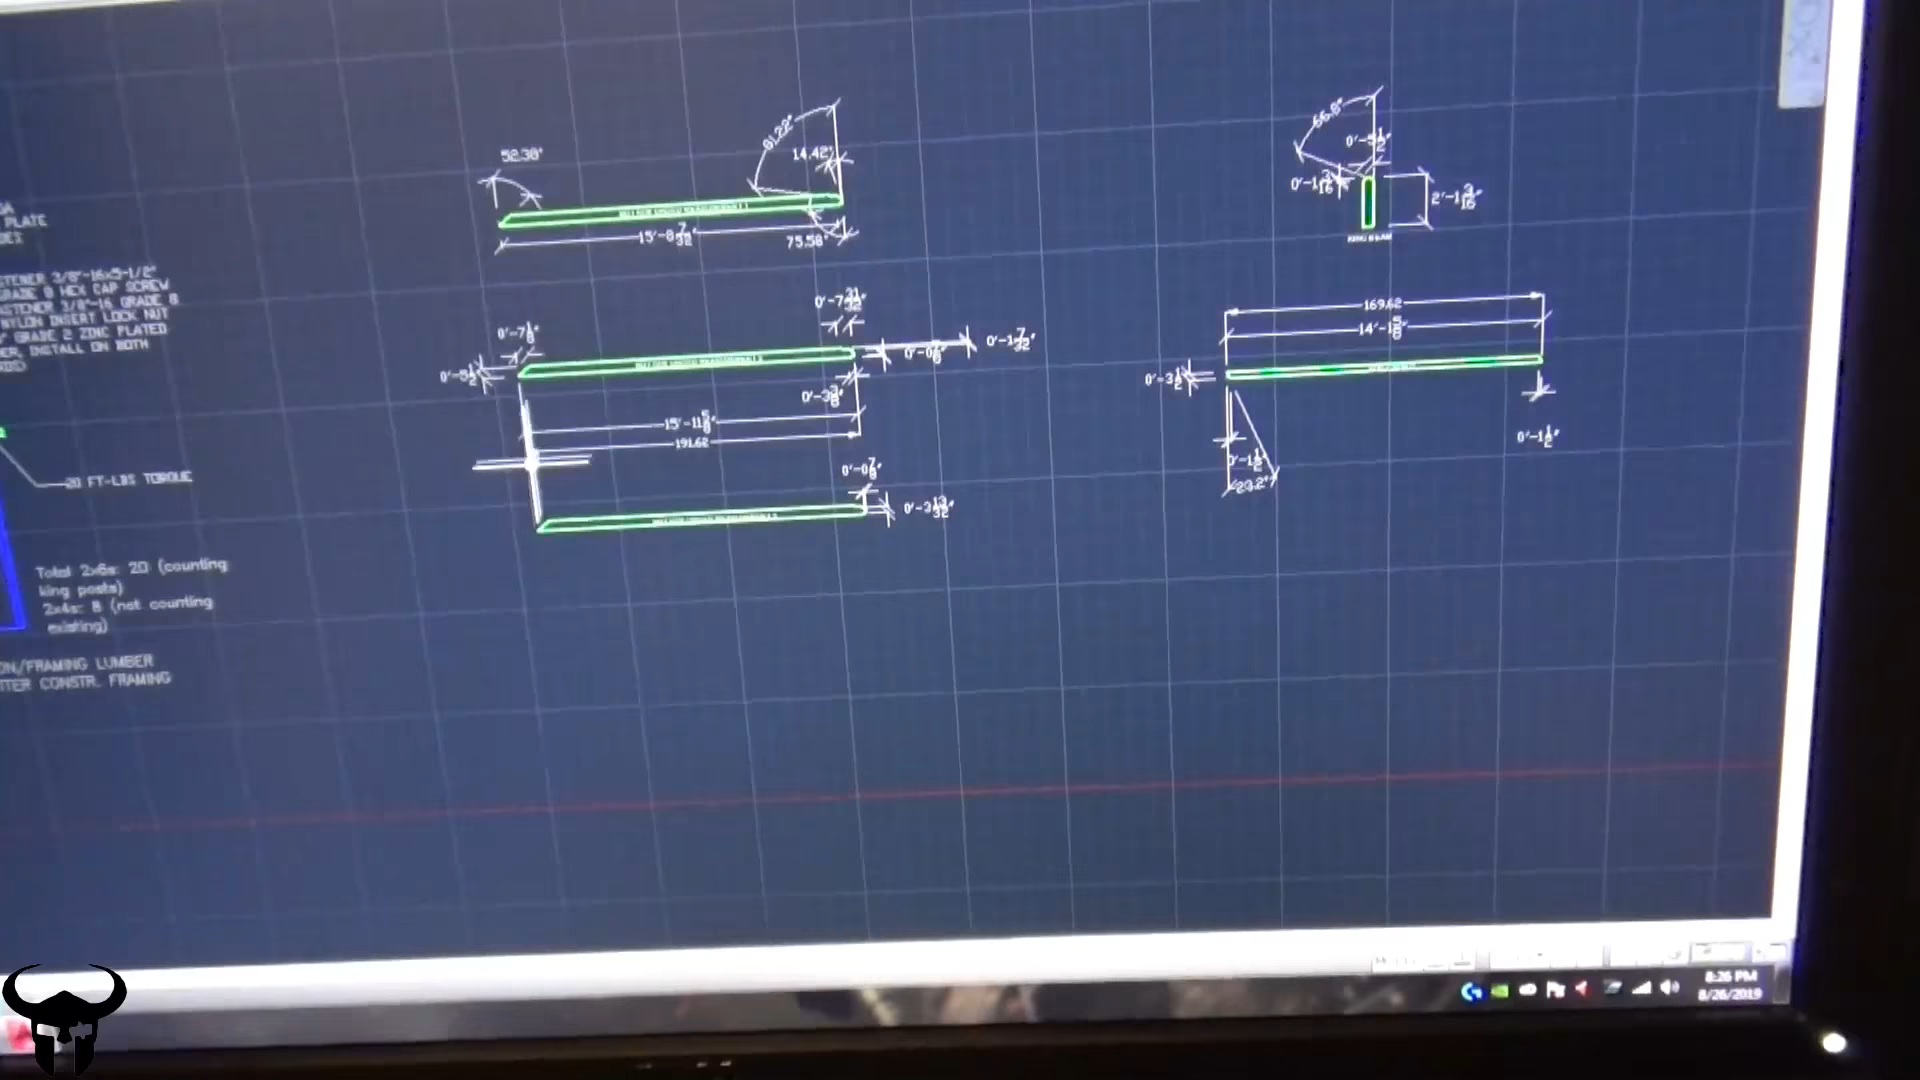 PLATE
TENER 3/8"-16x5-1/2"
GRADE 8 HEX CAP SCREW
ASTENER 3/8"-16 GRADE 8
NYLON INSERT LOCK NUT
GRADE 2 ZINC PLATED
ER, INSTALL ON BOTH
20 FT-LBS TORQUE
Total 2x6s: 20 (counting
king posts)
2x4s: 8 (not counting
existing)
ON/FRAMING LUMBER
TTER CONSTR. FRAMING
52.38°
81.22°
14.42°
15'-8 7/32"
75.58°
0'-7 1/8"
0'-7 31/32"
0'-1 7/32"
0'-0 7/8"
0'-5 1/2"
0'-3 3/8"
15'-11 5/8"
191.62
0'-0 7/8"
0'-3 13/32"
66.8°
0'-5 1/2"
0'-1 3/16"
2'-1 3/16"
169.62
14'-1 5/8"
0'-3 1/2"
0'-1 1/2"
0'-1 1/2"
23.2°
8:26 PM
8/26/2019